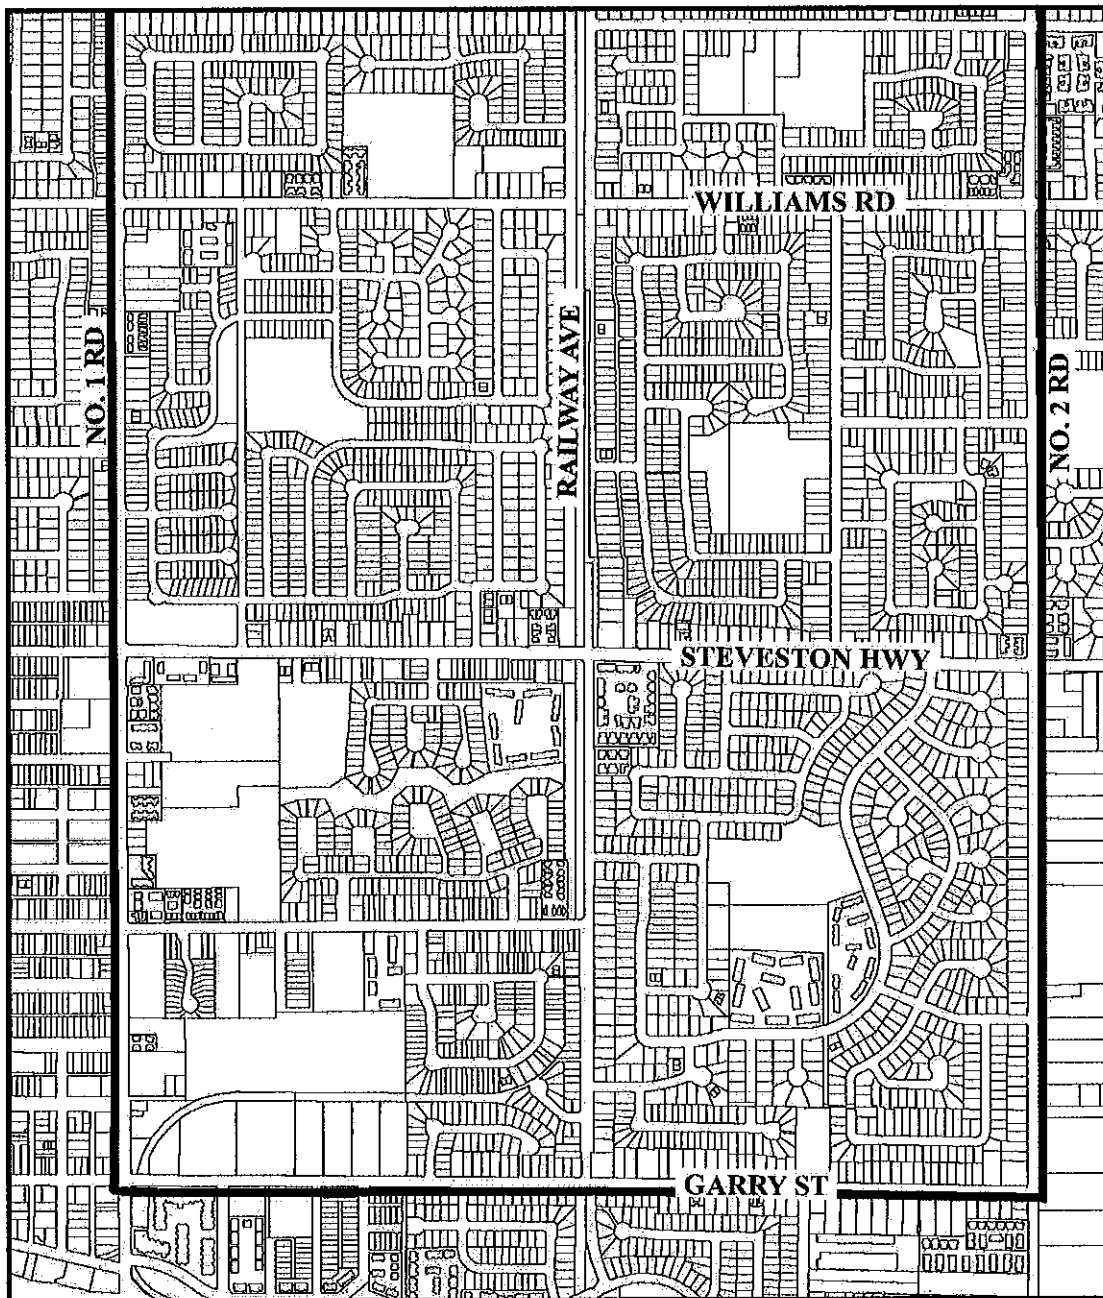 WILLIAMS RD
RAILWAY AVE
NO. 1 RD
NO. 2 RD
STEVESTON HWY
GARRY ST